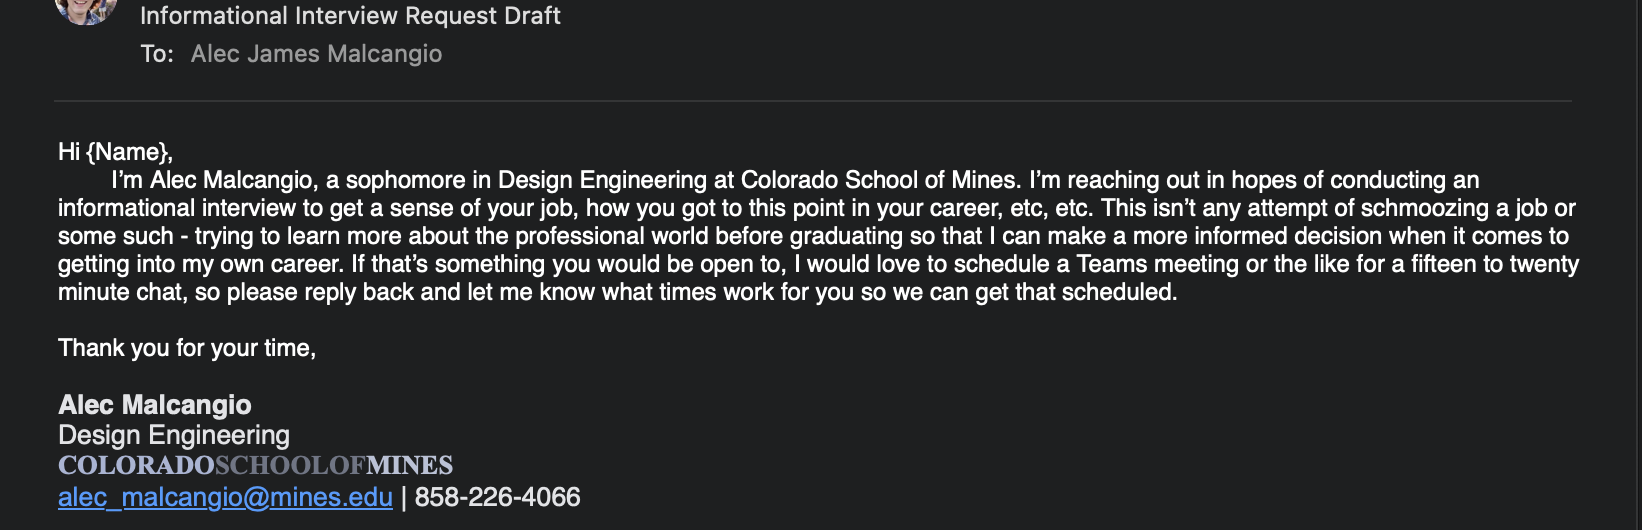 Informational Interview Request Draft
To: Alec James Malcangio
Hi {Name},
I'm Alec Malcangio, a sophomore in Design Engineering at Colorado School of Mines. I'm reaching out in hopes of conducting an
informational interview to get a sense of your job, how you got to this point in your career, etc, etc. This isn't any attempt of schmoozing a job or
some such - trying to learn more about the professional world before graduating so that I can make a more informed decision when it comes to
getting into my own career. If that's something you would be open to, I would love to schedule a Teams meeting or the like for a fifteen to twenty
minute chat, so please reply back and let me know what times work for you so we can get that scheduled.
Thank you for your time,
Alec Malcangio
Design Engineering
COLORADOSCHOOLOFMINES
alec_malcangio@mines.edu | 858-226-4066